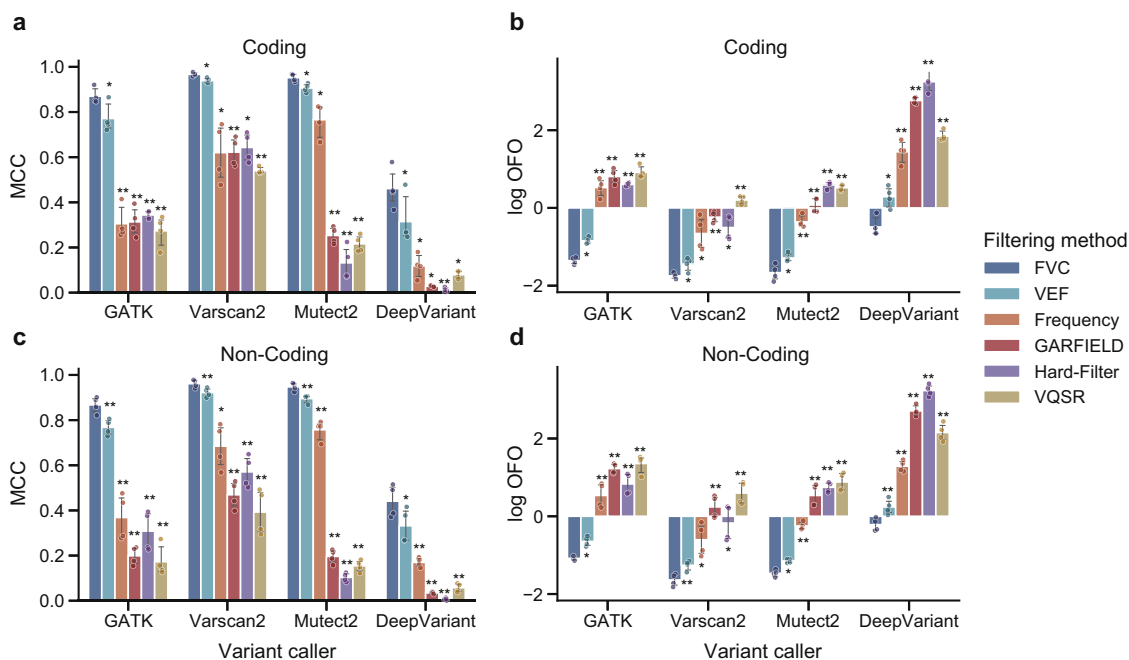 a
Coding
MCC
1.0
0.8
0.6
0.4
0.2
0.0
* ** ** ** **
* * ** * **
* * ** ** **
* * * ** *
GATK Varscan2 Mutect2 DeepVariant
b
Coding
log OFO
2
0
−2
* ** ** ** **
* * ** * **
* ** ** ** **
* ** ** ** **
GATK Varscan2 Mutect2 DeepVariant
c
Non-Coding
MCC
1.0
0.8
0.6
0.4
0.2
0.0
** ** ** ** **
** * ** ** **
** ** ** ** **
* ** ** ** **
GATK Varscan2 Mutect2 DeepVariant
Variant caller
d
Non-Coding
log OFO
2
0
−2
* ** ** ** **
** * ** * **
* ** ** ** **
** ** ** ** **
GATK Varscan2 Mutect2 DeepVariant
Variant caller
Filtering method
FVC
VEF
Frequency
GARFIELD
Hard-Filter
VQSR